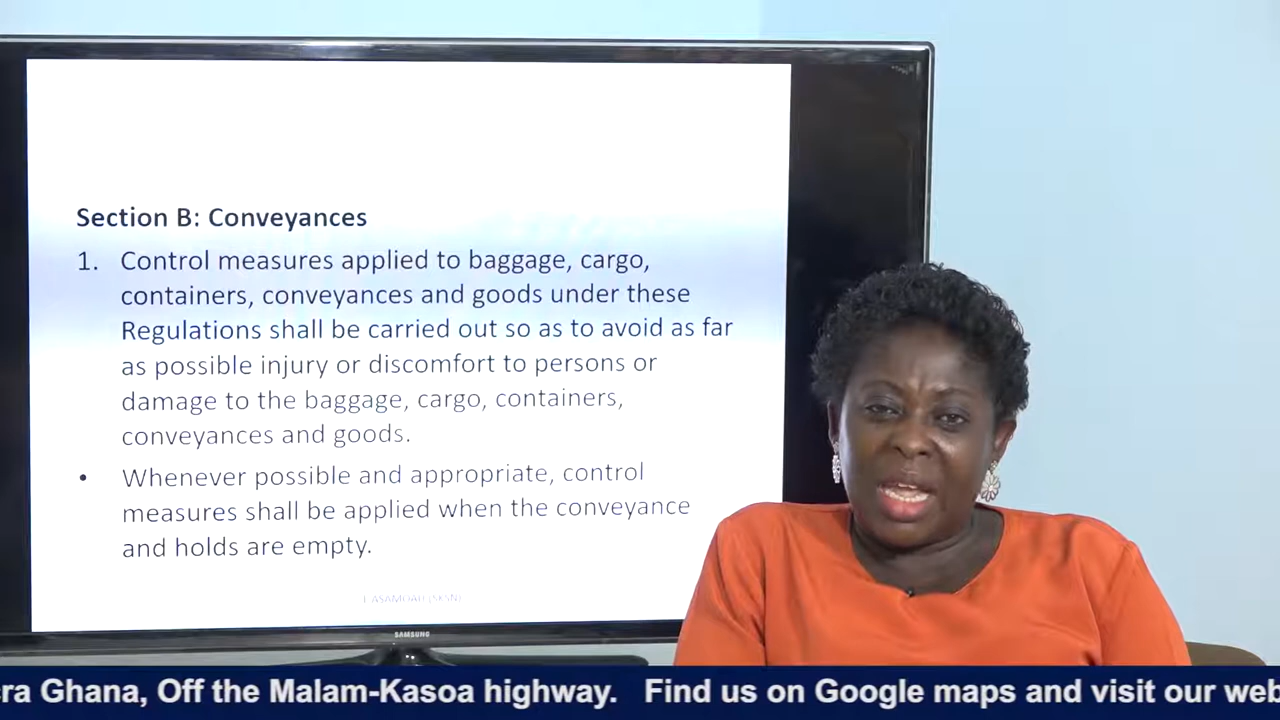 Section B: Conveyances
1. Control measures applied to baggage, cargo,
containers, conveyances and goods under these
Regulations shall be carried out so as to avoid as far
as possible injury or discomfort to persons or
damage to the baggage, cargo, containers,
conveyances and goods.
• Whenever possible and appropriate, control
measures shall be applied when the conveyance
and holds are empty.
SAMSUNG
Ghana, Off the Malam-Kasoa highway. Find us on Google maps and visit our